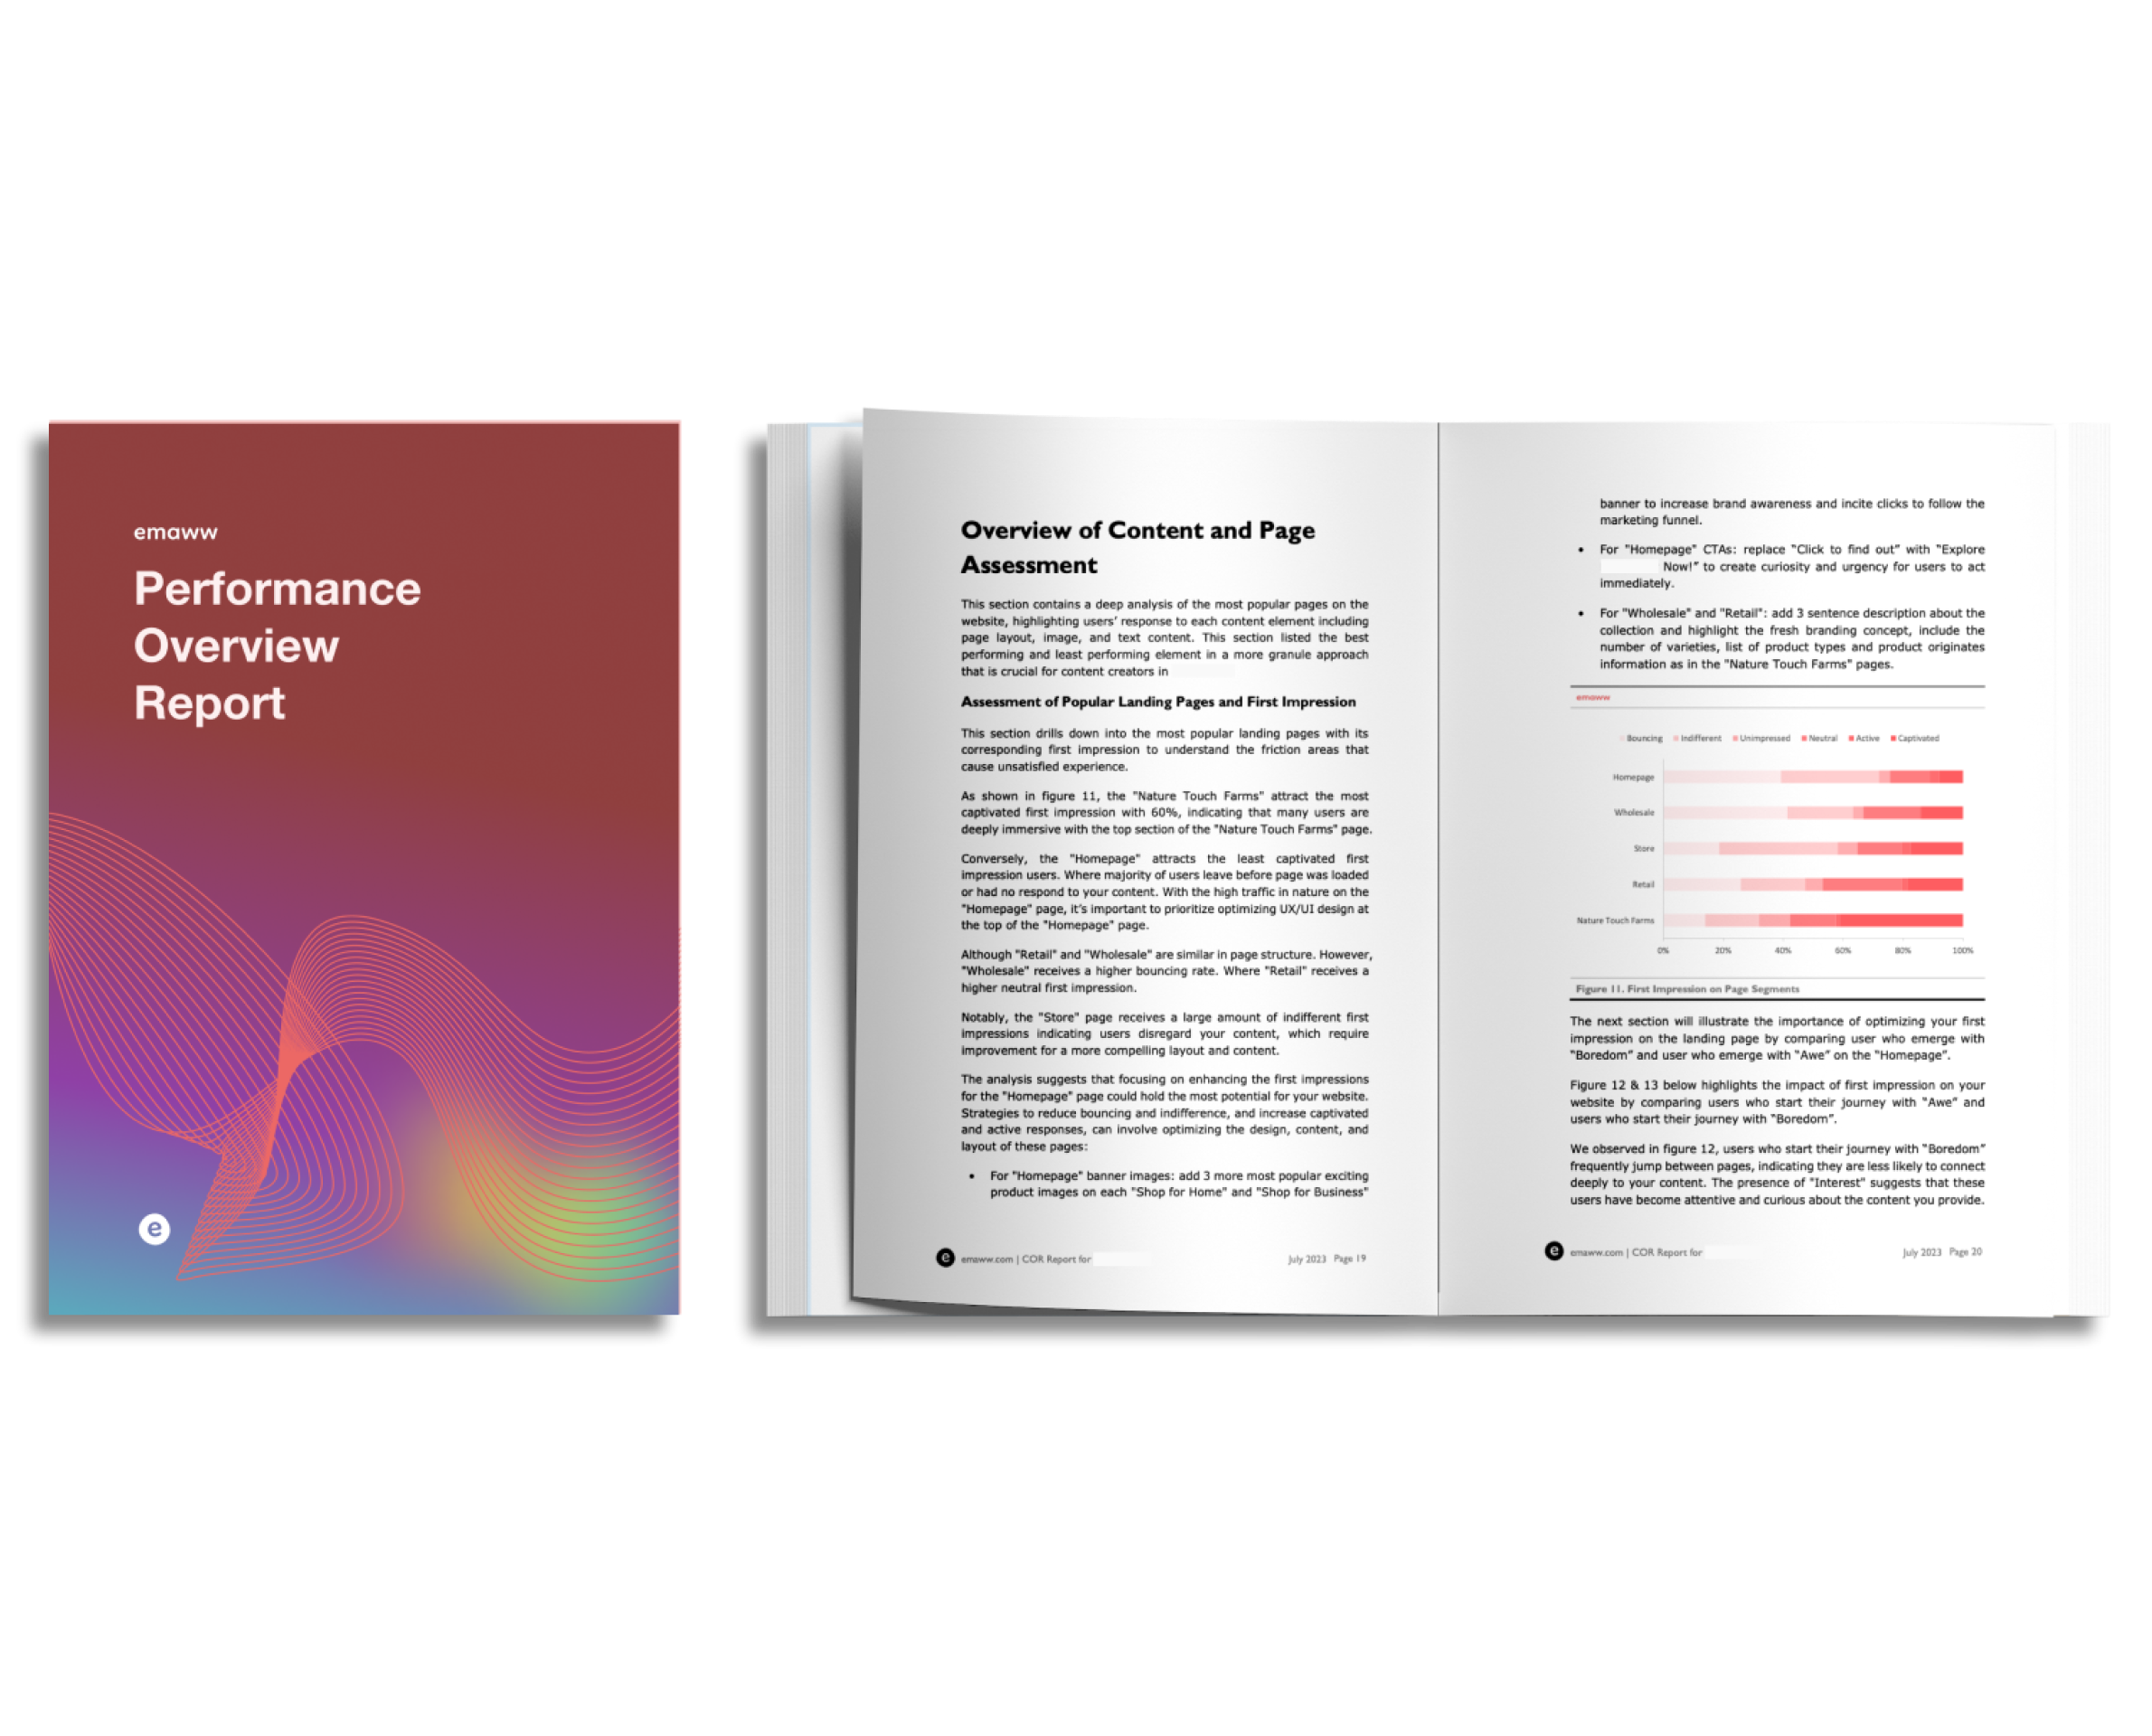 emaww
Performance
Overview
Report
e
Overview of Content and Page
Assessment
This section contains a deep analysis of the most popular pages on the
website, highlighting users' response to each content element including
page layout, image, and text content. This section listed the best
performing and least performing element in a more granule approach
that is crucial for content creators in
Assessment of Popular Landing Pages and First Impression
This section drills down into the most popular landing pages with its
corresponding first impression to understand the friction areas that
cause unsatisfied experience.
As shown in figure 11, the "Nature Touch Farms" attract the most
captivated first impression with 60%, indicating that many users are
deeply immersive with the top section of the "Nature Touch Farms" page.
Conversely, the "Homepage" attracts the least captivated first
impression users. Where majority of users leave before page was loaded
or had no respond to your content. With the high traffic in nature on the
"Homepage" page, it's important to prioritize optimizing UX/UI design at
the top of the "Homepage" page.
Although "Retail" and "Wholesale" are similar in page structure. However,
"Wholesale" receives a higher bouncing rate. Where "Retail" receives a
higher neutral first impression.
Notably, the "Store" page receives a large amount of indifferent first
impressions indicating users disregard your content, which require
improvement for a more compelling layout and content.
The analysis suggests that focusing on enhancing the first impressions
for the "Homepage" page could hold the most potential for your website.
Strategies to reduce bouncing and indifference, and increase captivated
and active responses, can involve optimizing the design, content, and
layout of these pages:
• For "Homepage" banner images: add 3 more most popular exciting
product images on each "Shop for Home" and "Shop for Business"
e emaww.com | COR Report for
July 2023 Page 19
banner to increase brand awareness and incite clicks to follow the
marketing funnel.
• For "Homepage" CTAs: replace "Click to find out" with "Explore
Now!" to create curiosity and urgency for users to act
immediately.
• For "Wholesale" and "Retail": add 3 sentence description about the
collection and highlight the fresh branding concept, include the
number of varieties, list of product types and product originates
information as in the "Nature Touch Farms" pages.
emaww
Bouncing Indifferent Unimpressed Neutral Active Captivated
Homepage
Wholesale
Store
Retail
Nature Touch Farms
0% 20% 40% 60% 80% 100%
Figure 11. First Impression on Page Segments
The next section will illustrate the importance of optimizing your first
impression on the landing page by comparing user who emerge with
"Boredom" and user who emerge with "Awe" on the "Homepage".
Figure 12 & 13 below highlights the impact of first impression on your
website by comparing users who start their journey with "Awe" and
users who start their journey with "Boredom".
We observed in figure 12, users who start their journey with "Boredom"
frequently jump between pages, indicating they are less likely to connect
deeply to your content. The presence of "Interest" suggests that these
users have become attentive and curious about the content you provide.
e emaww.com | COR Report for
July 2023 Page 20